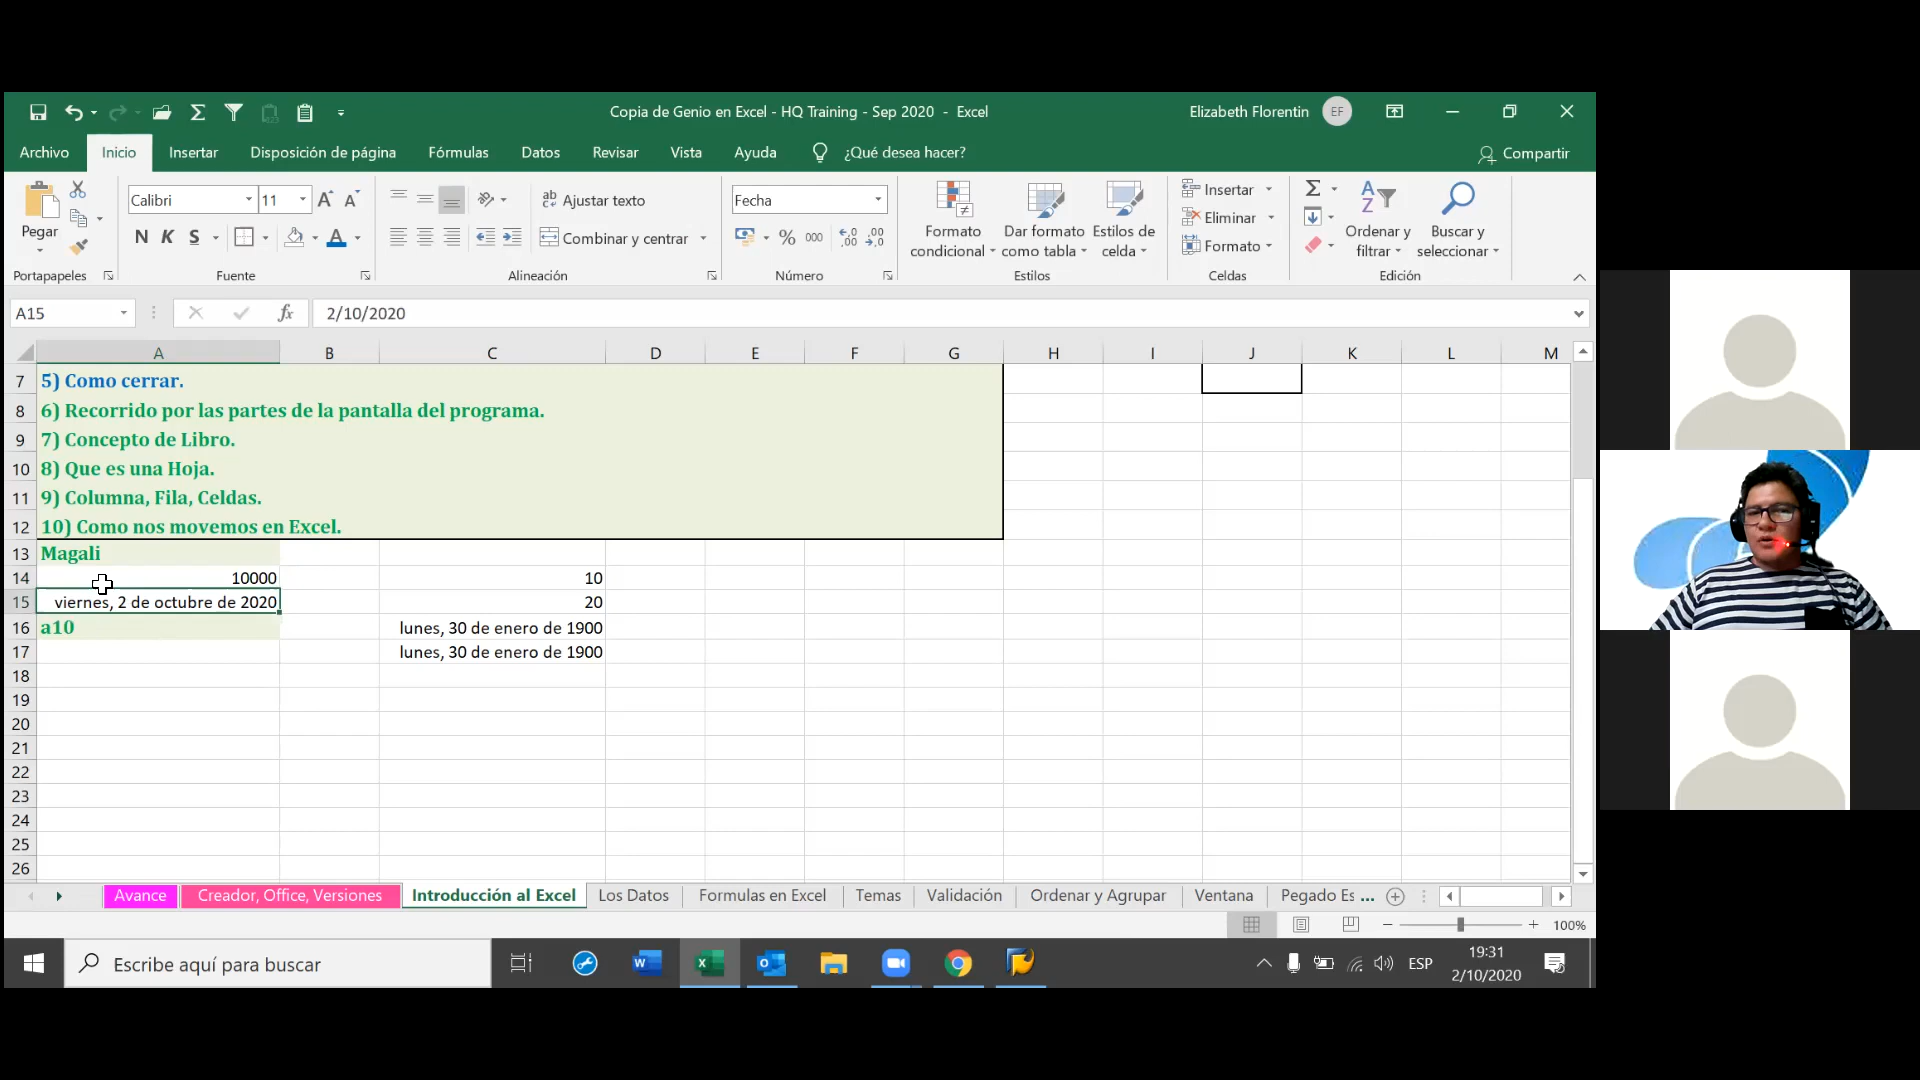 Copia de Genio en Excel - HQ Training - Sep 2020 - Excel
Elizabeth Florentin
EF
Archivo Inicio Insertar Disposición de página Fórmulas Datos Revisar Vista Ayuda ¿Qué desea hacer? Compartir
Pegar
Calibri 11
N K S
Ajustar texto
Combinar y centrar
Fecha
% 000
Formato condicional
Dar formato como tabla
Estilos de celda
Insertar
Eliminar
Formato
Ordenar y filtrar
Buscar y seleccionar
Portapapeles Fuente Alineación Número Estilos Celdas Edición
A15 fx 2/10/2020
A B C D E F G H I J K L M
7 5) Como cerrar.
8 6) Recorrido por las partes de la pantalla del programa.
9 7) Concepto de Libro.
10 8) Que es una Hoja.
11 9) Columna, Fila, Celdas.
12 10) Como nos movemos en Excel.
13 Magali
14 10000 10
15 viernes, 2 de octubre de 2020 20
16 a10 lunes, 30 de enero de 1900
17 lunes, 30 de enero de 1900
18
19
20
21
22
23
24
25
26
Avance Creador, Office, Versiones Introducción al Excel Los Datos Formulas en Excel Temas Validación Ordenar y Agrupar Ventana Pegado Es ...
100%
Escribe aquí para buscar
ESP
19:31
2/10/2020